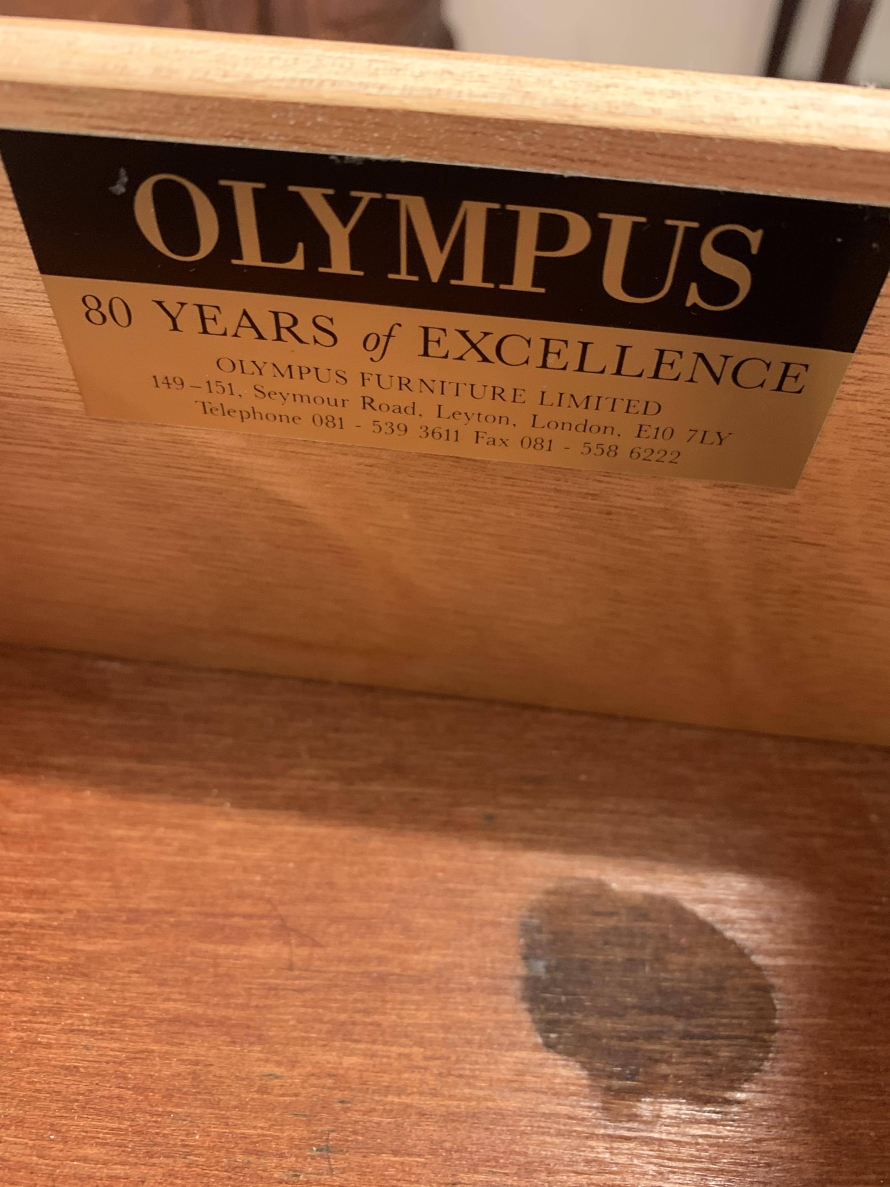 OLYMPUS
80 YEARS of EXCELLENCE
OLYMPUS FURNITURE LIMITED
149-151, Seymour Road, Leyton, London, E10 7LY
Telephone 081 - 539 3611 Fax 081 - 558 6222